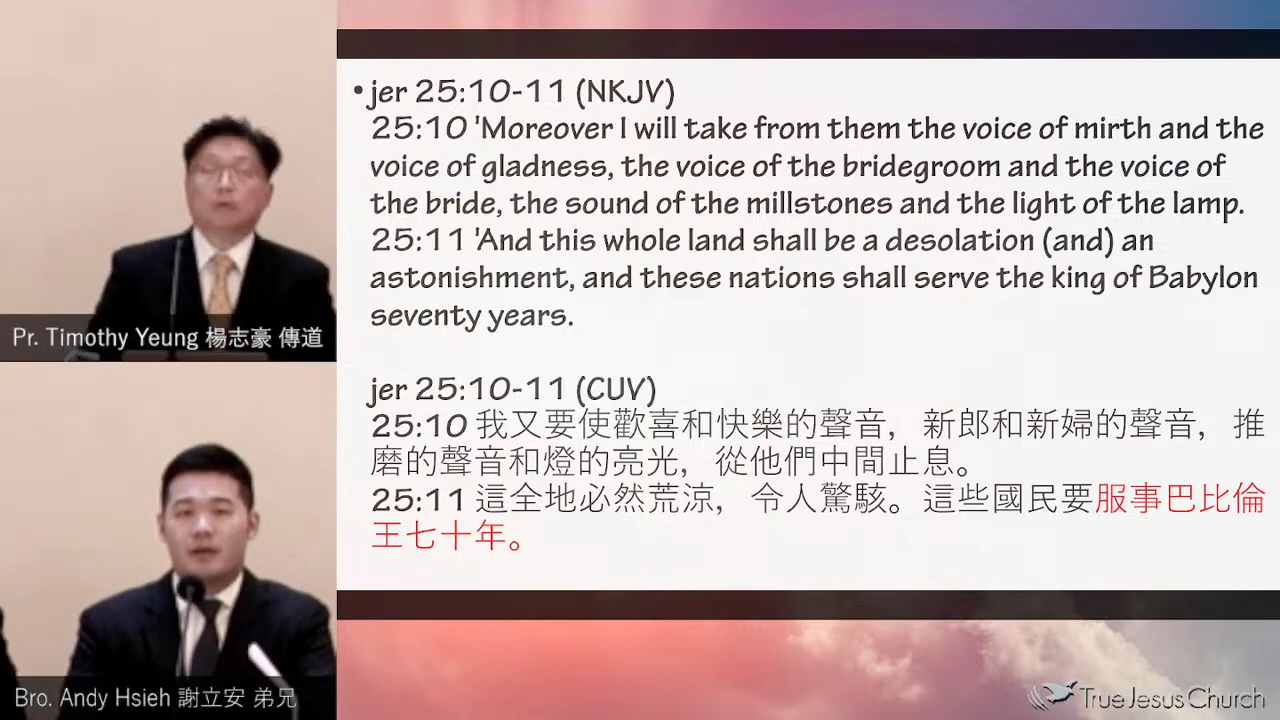 • jer 25:10-11 (NKJV)
25:10 'Moreover I will take from them the voice of mirth and the
voice of gladness, the voice of the bridegroom and the voice of
the bride, the sound of the millstones and the light of the lamp.
25:11 'And this whole land shall be a desolation (and) an
astonishment, and these nations shall serve the king of Babylon
seventy years.
jer 25:10-11 (CUV)
25:10 我又要使歡喜和快樂的聲音，新郎和新婦的聲音，推
磨的聲音和燈的亮光，從他們中間止息。
25:11 這全地必然荒涼，令人驚駭。這些國民要服事巴比倫
王七十年。
Pr. Timothy Yeung 楊志豪 傳道
Bro. Andy Hsieh 謝立安 弟兄
True Jesus Church